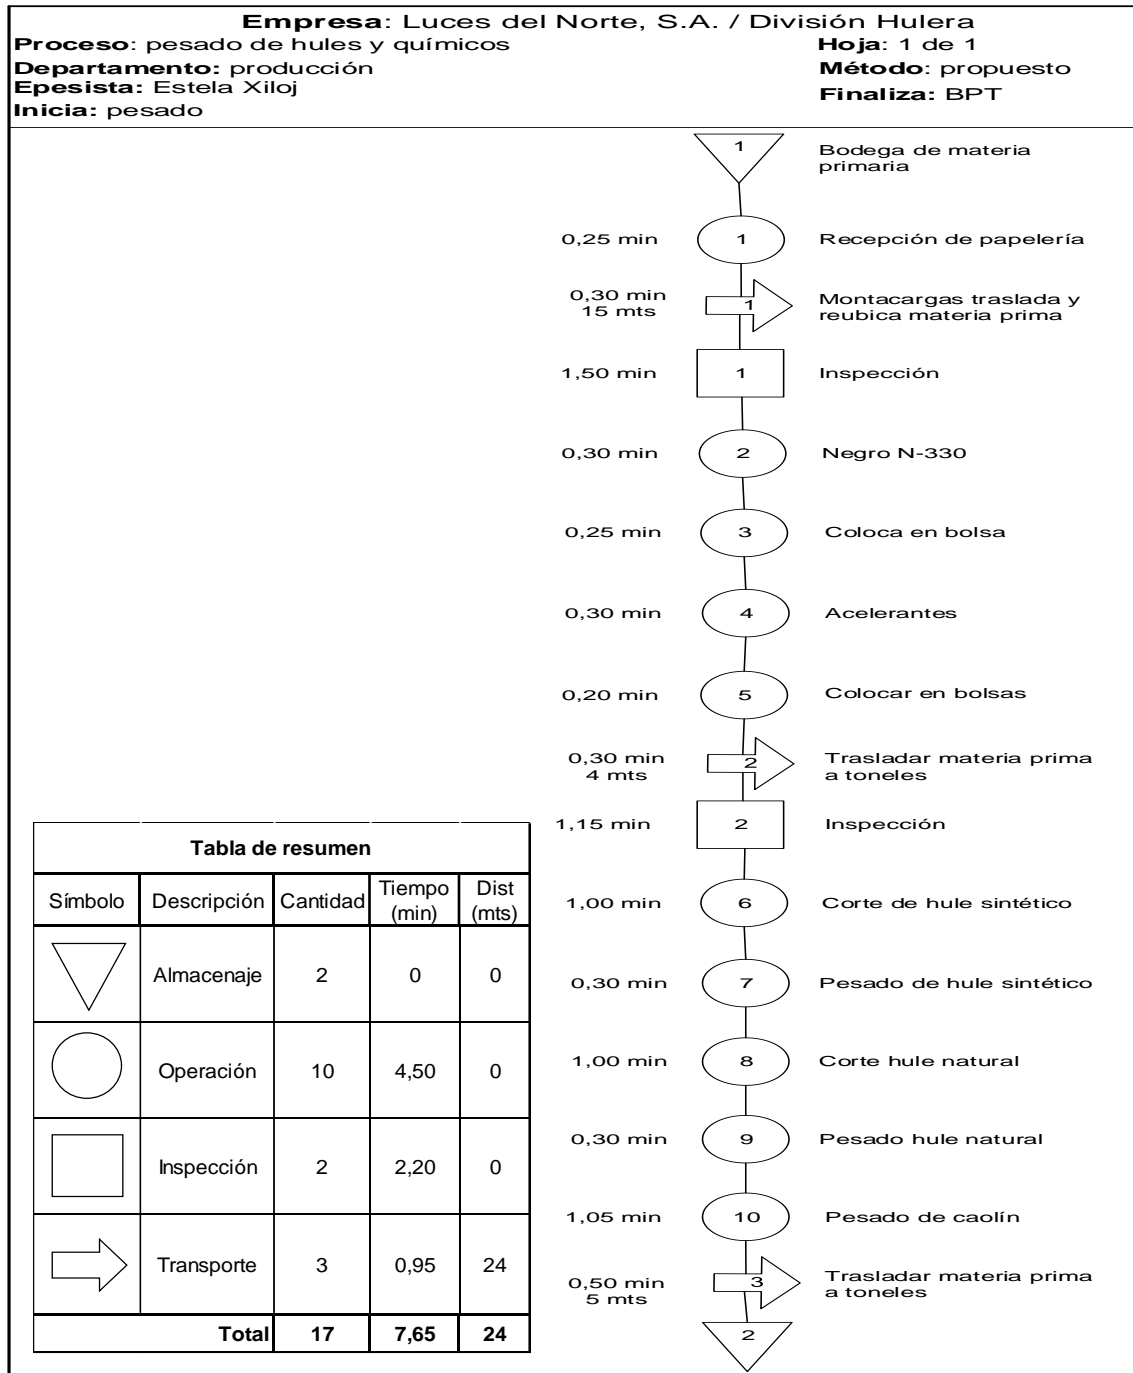 Empresa: Luces del Norte, S.A. / División Hulera
Proceso: pesado de hules y químicos
Hoja: 1 de 1
Departamento: producción
Método: propuesto
Epesista: Estela Xiloj
Finaliza: BPT
Inicia: pesado
1
Bodega de materia
primaria
0,25 min
1
Recepción de papelería
0,30 min
15 mts
1
Montacargas traslada y
reubica materia prima
1,50 min
1
Inspección
0,30 min
2
Negro N-330
0,25 min
3
Coloca en bolsa
0,30 min
4
Acelerantes
0,20 min
5
Colocar en bolsas
0,30 min
4 mts
2
Trasladar materia prima
a toneles
1,15 min
2
Inspección
1,00 min
6
Corte de hule sintético
0,30 min
7
Pesado de hule sintético
1,00 min
8
Corte hule natural
0,30 min
9
Pesado hule natural
1,05 min
10
Pesado de caolín
0,50 min
5 mts
3
Trasladar materia prima
a toneles
2
Tabla de resumen
Símbolo Descripción Cantidad Tiempo (min) Dist (mts)
Almacenaje 2 0 0
Operación 10 4,50 0
Inspección 2 2,20 0
Transporte 3 0,95 24
Total 17 7,65 24